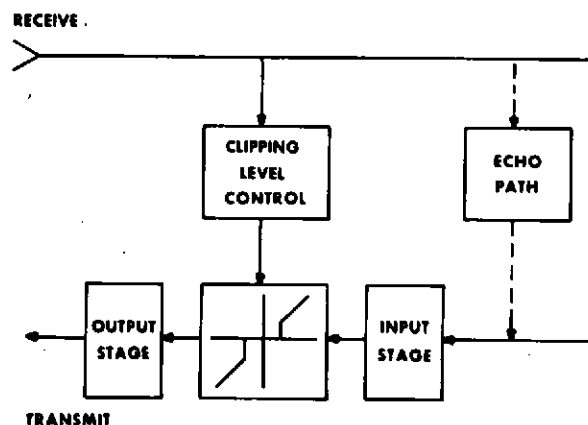 RECEIVE .
CLIPPING
LEVEL
CONTROL
ECHO
PATH
OUTPUT
STAGE
INPUT
STAGE
TRANSMIT